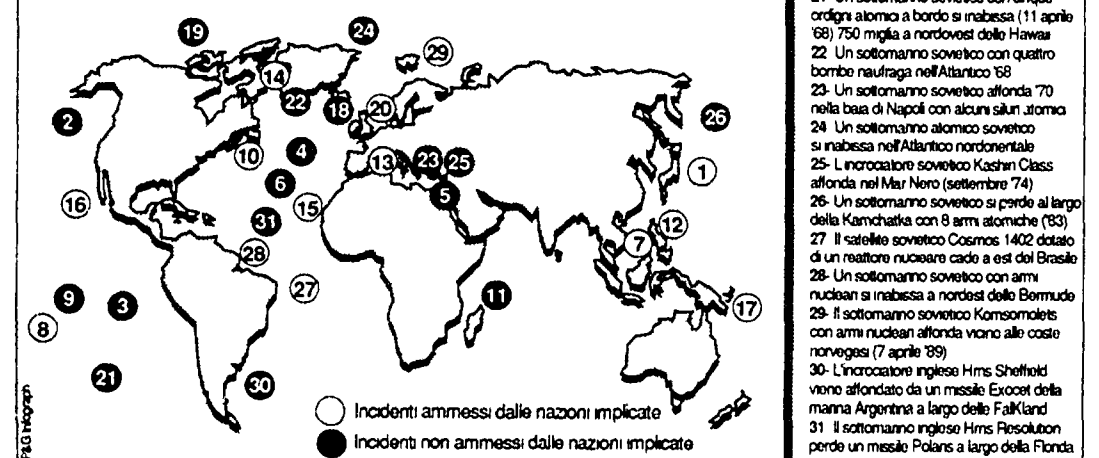 19
24
29
14
20
2
22
18
26
10
4
13
23
25
1
6
5
16
15
31
12
7
28
27
9
3
11
17
8
21
30
Incidenti ammessi dalle nazioni implicate
Incidenti non ammessi dalle nazioni implicate
P&G Infograph
ordigni atomici a bordo si inabissa (11 aprile
'68) 750 miglia a nordovest delle Hawaii
22 Un sottomarino sovietico con quattro
bombe naufraga nell'Atlantico '68
23- Un sottomarino sovietico affonda '70
nella baia di Napoli con alcuni siluri atomici
24 Un sottomarino atomico sovietico
si inabissa nell'Atlantico nordorientale
25- L incrociatore sovietico Kashin Class
affonda nel Mar Nero (settembre '74)
26- Un sottomarino sovietico si perde al largo
della Kamchatka con 8 armi atomiche ('83)
27 Il satellite sovietico Cosmos 1402 dotato
di un reattore nucleare cade a est del Brasile
28- Un sottomarino sovietico con armi
nucleari si inabissa a nordest delle Bermude
29- Il sottomarino sovietico Komsomolets
con armi nucleari affonda vicino alle coste
norvegesi (7 aprile '89)
30- L'incrociatore inglese Hms Sheffield
viene affondato da un missile Exocet della
marina Argentina a largo delle FalKland
31 Il sottomarino inglese Hms Resolution
perde un missile Polaris a largo della Florida